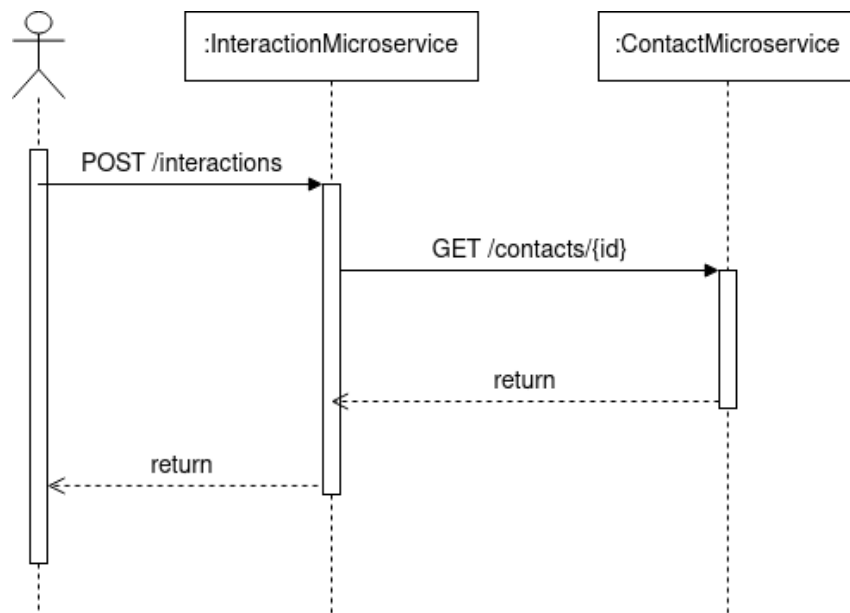 :InteractionMicroservice
:ContactMicroservice
POST /interactions
GET /contacts/{id}
return
return